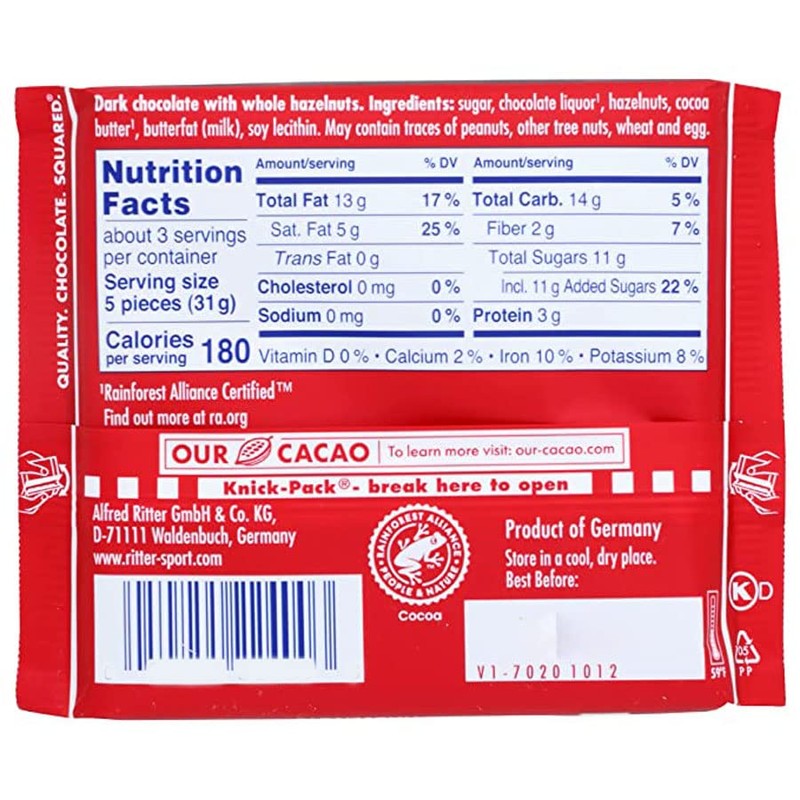 QUALITY. CHOCOLATE. SQUARED.®
Dark chocolate with whole hazelnuts. Ingredients: sugar, chocolate liquor¹, hazelnuts, cocoa
butter¹, butterfat (milk), soy lecithin. May contain traces of peanuts, other tree nuts, wheat and egg.
Nutrition
Facts
about 3 servings
per container
Serving size
5 pieces (31g)
Calories
per serving 180
Amount/serving % DV
Total Fat 13 g 17 %
Sat. Fat 5 g 25 %
Trans Fat 0 g
Cholesterol 0 mg 0 %
Sodium 0 mg 0 %
Amount/serving % DV
Total Carb. 14 g 5 %
Fiber 2 g 7 %
Total Sugars 11 g
Incl. 11 g Added Sugars 22 %
Protein 3 g
Vitamin D 0 % • Calcium 2 % • Iron 10 % • Potassium 8 %
¹Rainforest Alliance Certified™
Find out more at ra.org
OUR CACAO To learn more visit: our-cacao.com
Knick-Pack® - break here to open
Alfred Ritter GmbH & Co. KG,
D-71111 Waldenbuch, Germany
www.ritter-sport.com
RAINFOREST ALLIANCE
PEOPLE & NATURE
Cocoa
Product of Germany
Store in a cool, dry place.
Best Before:
V1-7020 1012
K D
59°F
05
PP